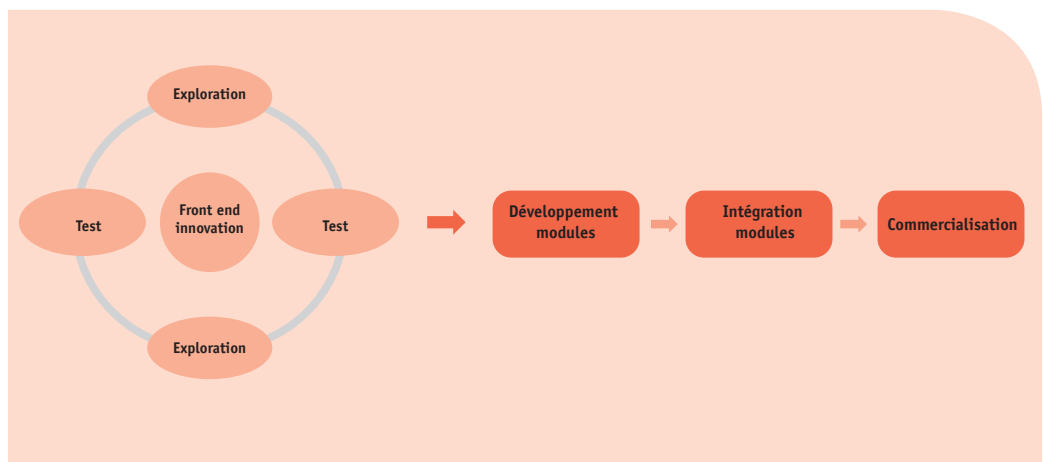 Exploration
Test
Front end
innovation
Test
Exploration
Développement
modules
Intégration
modules
Commercialisation